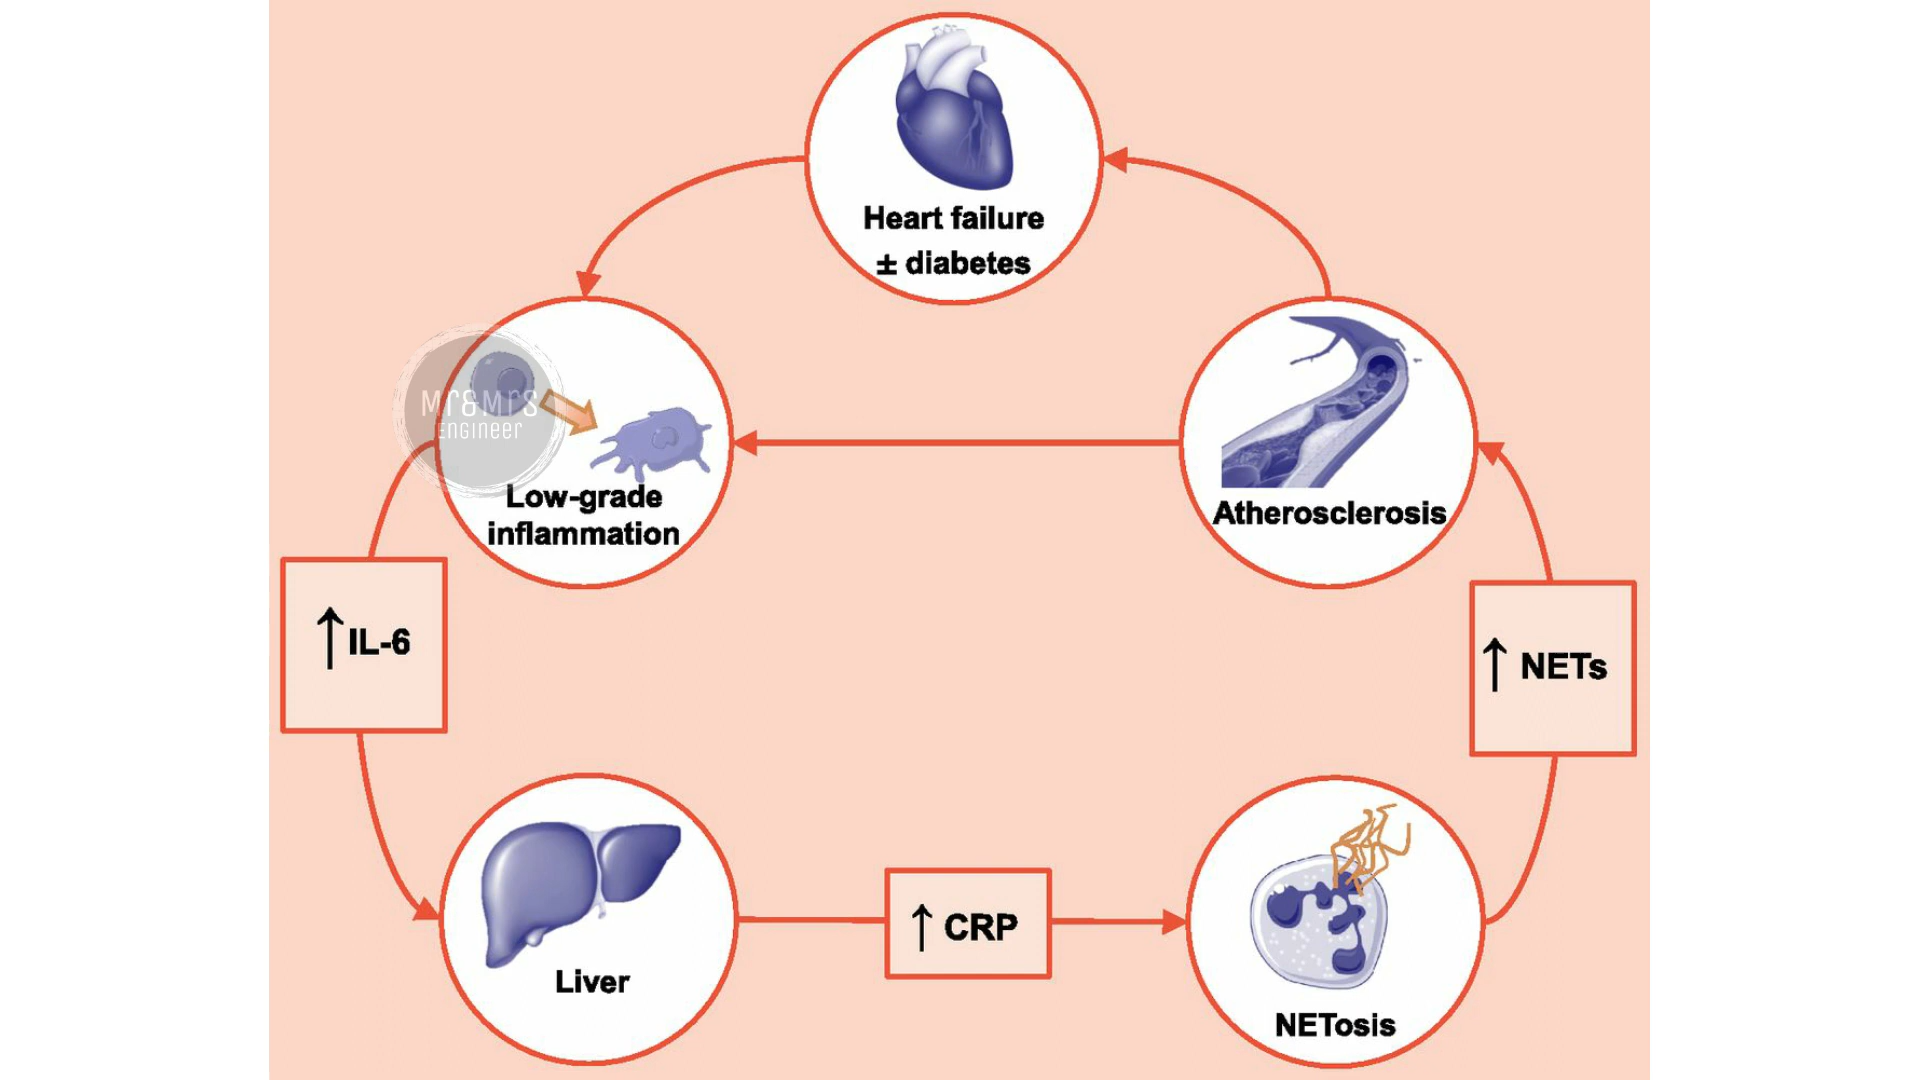 Heart failure
± diabetes
Mr&Mrs
Engineer
Low-grade
inflammation
Atherosclerosis
↑ IL-6
↑ NETs
Liver
↑ CRP
NETosis